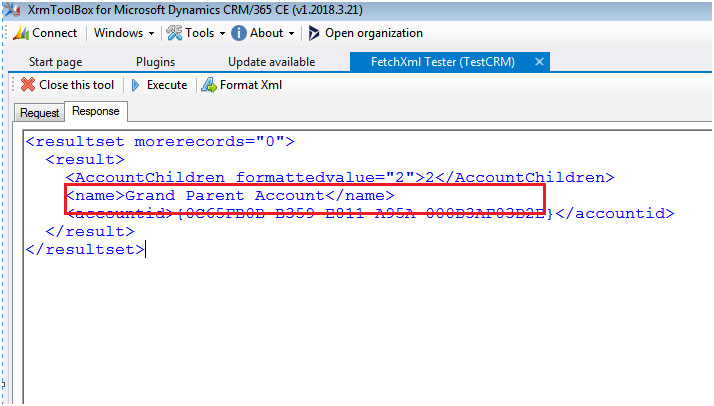 XrmToolBox for Microsoft Dynamics CRM/365 CE (v1.2018.3.21)
Connect Windows Tools About Open organization
Start page Plugins Update available FetchXml Tester (TestCRM)
Close this tool Execute Format Xml
Request Response
<resultset morerecords="0">
<result>
<AccountChildren formattedvalue="2">2</AccountChildren>
<name>Grand Parent Account</name>
<accountid>{0C65FB0B-B359-E811-A95A-000D3AF03D2E}</accountid>
</result>
</resultset>